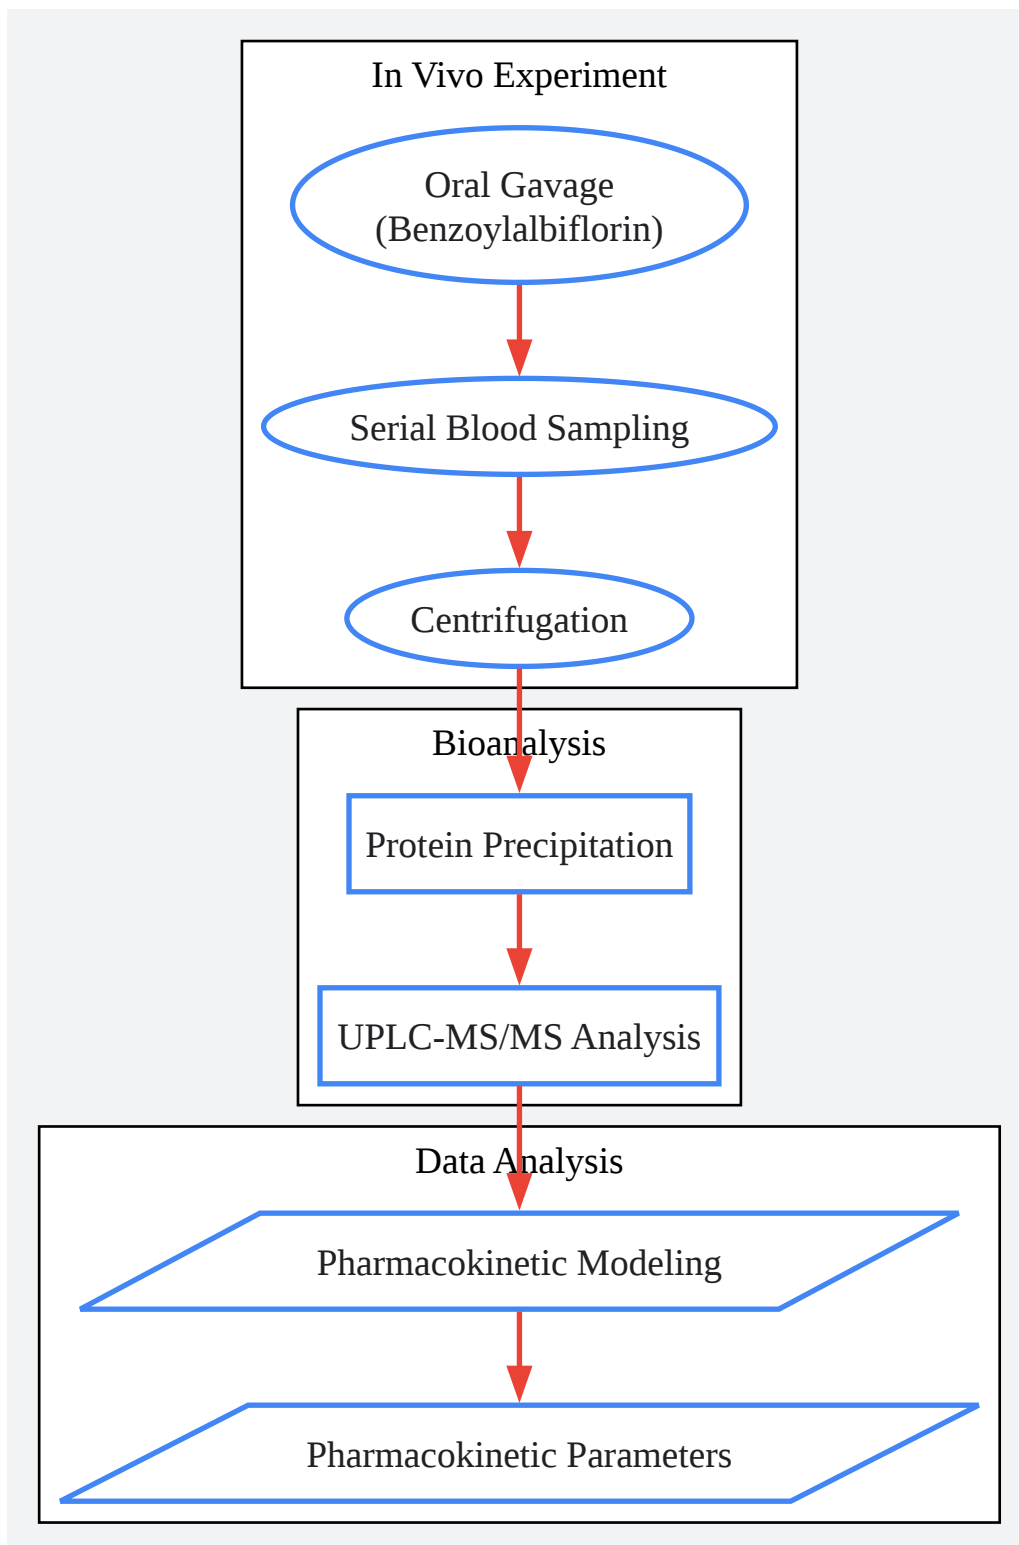 In Vivo Experiment
Oral Gavage
(Benzoylalbiflorin)
Serial Blood Sampling
Centrifugation
Bioanalysis
Protein Precipitation
UPLC-MS/MS Analysis
Data Analysis
Pharmacokinetic Modeling
Pharmacokinetic Parameters